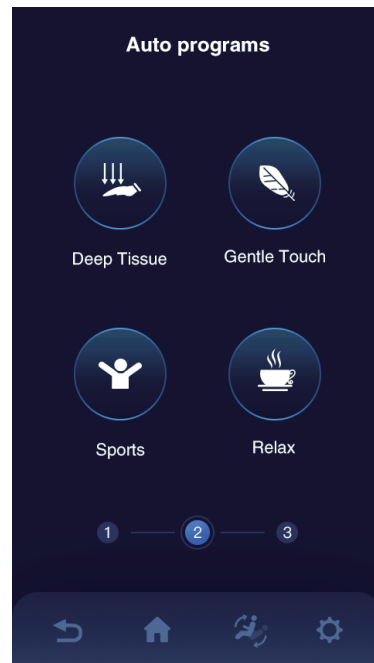 Auto programs
Deep Tissue
Gentle Touch
Sports
Relax
1
2
3